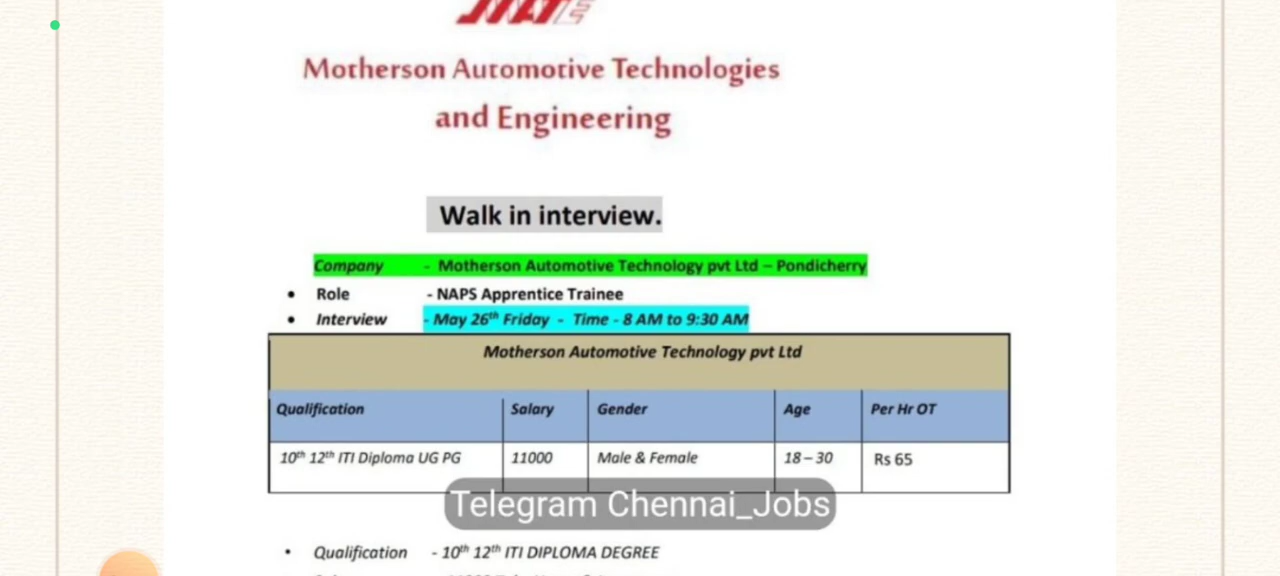 MATE
Motherson Automotive Technologies
and Engineering
Walk in interview.
Company - Motherson Automotive Technology pvt Ltd – Pondicherry
• Role - NAPS Apprentice Trainee
• Interview - May 26th Friday - Time - 8 AM to 9:30 AM
Motherson Automotive Technology pvt Ltd
Qualification Salary Gender Age Per Hr OT
10th 12th ITI Diploma UG PG 11000 Male & Female 18 – 30 Rs 65
Telegram Chennai_Jobs
• Qualification - 10th 12th ITI DIPLOMA DEGREE